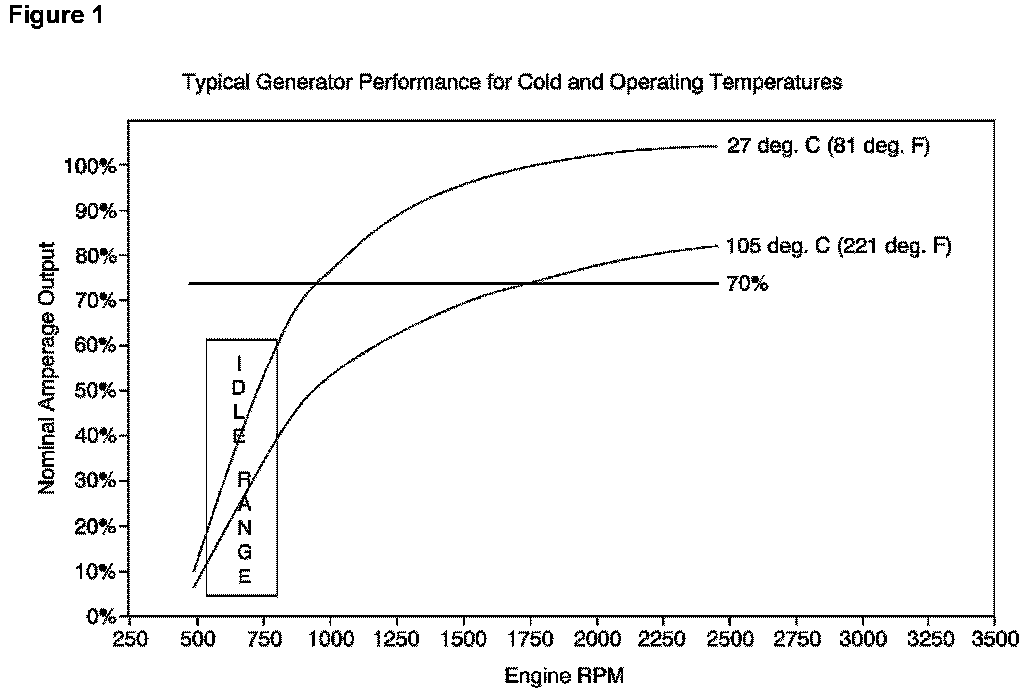 Figure 1
Typical Generator Performance for Cold and Operating Temperatures
100%
90%
80%
70%
60%
50%
40%
30%
20%
10%
0%
Nominal Amperage Output
27 deg. C (81 deg. F)
105 deg. C (221 deg. F)
70%
IDLE RANGE
250 500 750 1000 1250 1500 1750 2000 2250 2500 2750 3000 3250 3500
Engine RPM